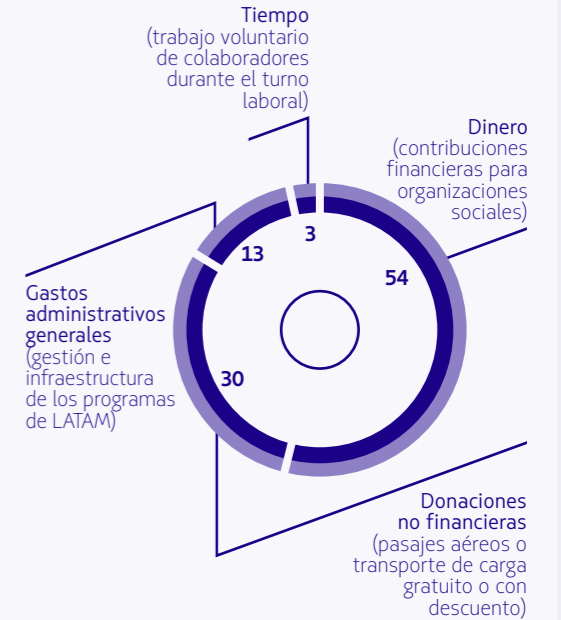 Tiempo
(trabajo voluntario
de colaboradores
durante el turno
laboral)
Dinero
(contribuciones
financieras para
organizaciones
sociales)
3
13
54
Gastos
administrativos
generales
(gestión e
infraestructura
de los programas
de LATAM)
30
Donaciones
no financieras
(pasajes aéreos o
transporte de carga
gratuito o con
descuento)